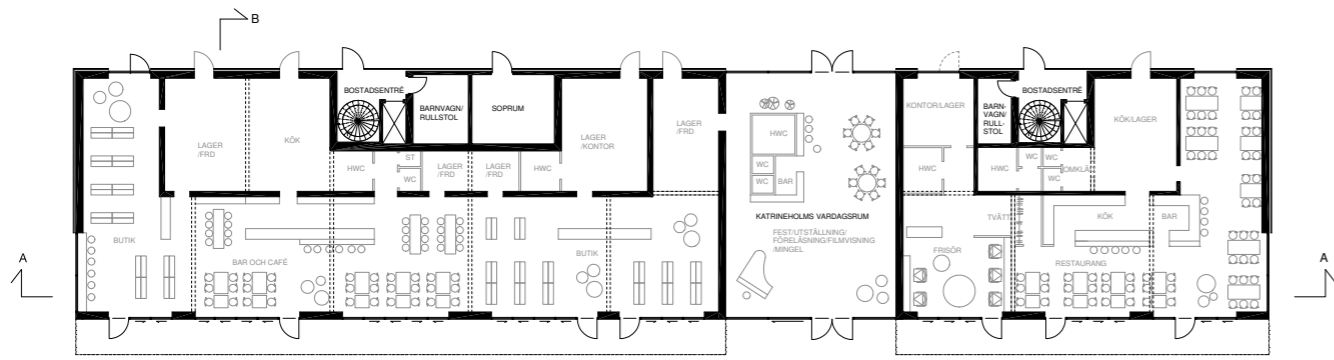 B
BOSTADSENTRÉ
BARNVAGN/
RULLSTOL
SOPRUM
LAGER
/FRD
KÖK
LAGER
/KONTOR
LAGER
/FRD
HWC
ST
WC
LAGER
/FRD
LAGER
/FRD
HWC
HWC
WC
WC
BAR
KONTOR/LAGER
BARN-
VAGN/
RULL-
STOL
BOSTADSENTRÉ
KÖK/LAGER
HWC
HWC
WC
WC
WC
OMKLÄ
KATRINEHOLMS VARDAGSRUM
FEST/UTSTÄLLNING/
FÖRELÄSNING/FILMVISNING
/MINGEL
TVÄTT
KÖK
BAR
BUTIK
BAR OCH CAFÉ
BUTIK
FRISÖR
RESTAURANG
A
A